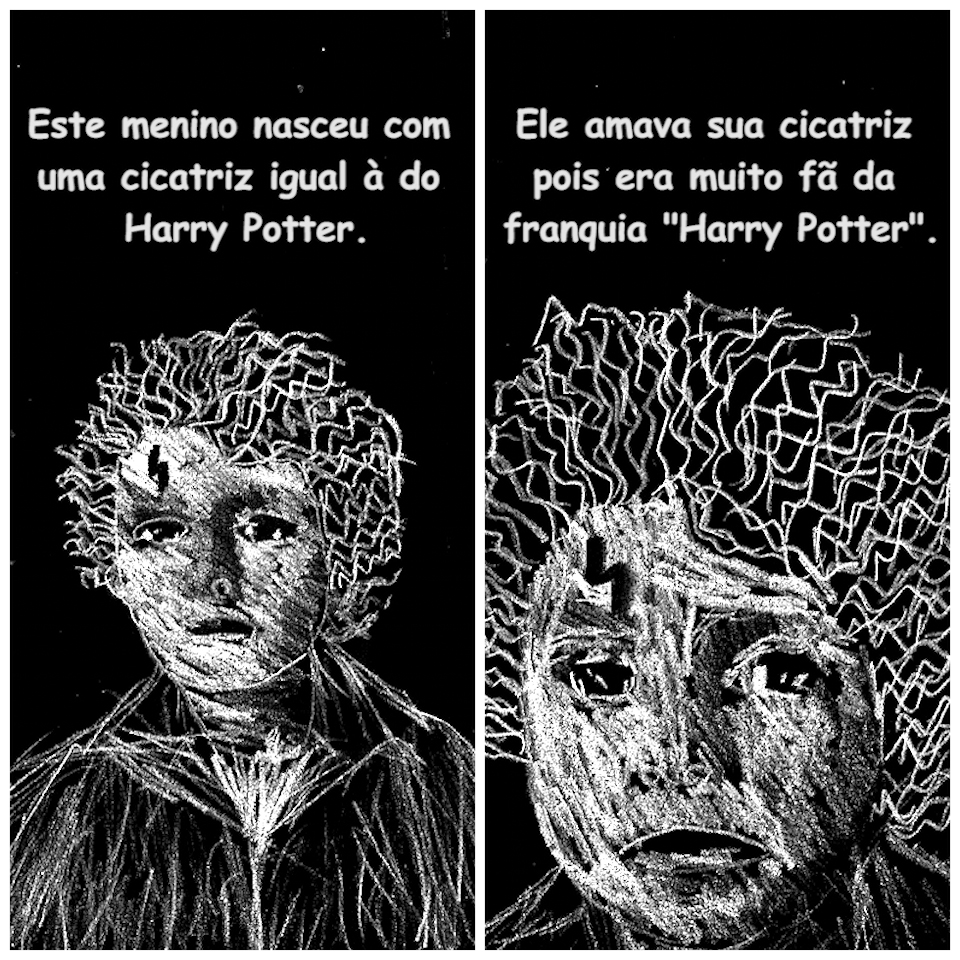 Este menino nasceu com
uma cicatriz igual à do
Harry Potter.
Ele amava sua cicatriz
pois era muito fã da
franquia "Harry Potter".